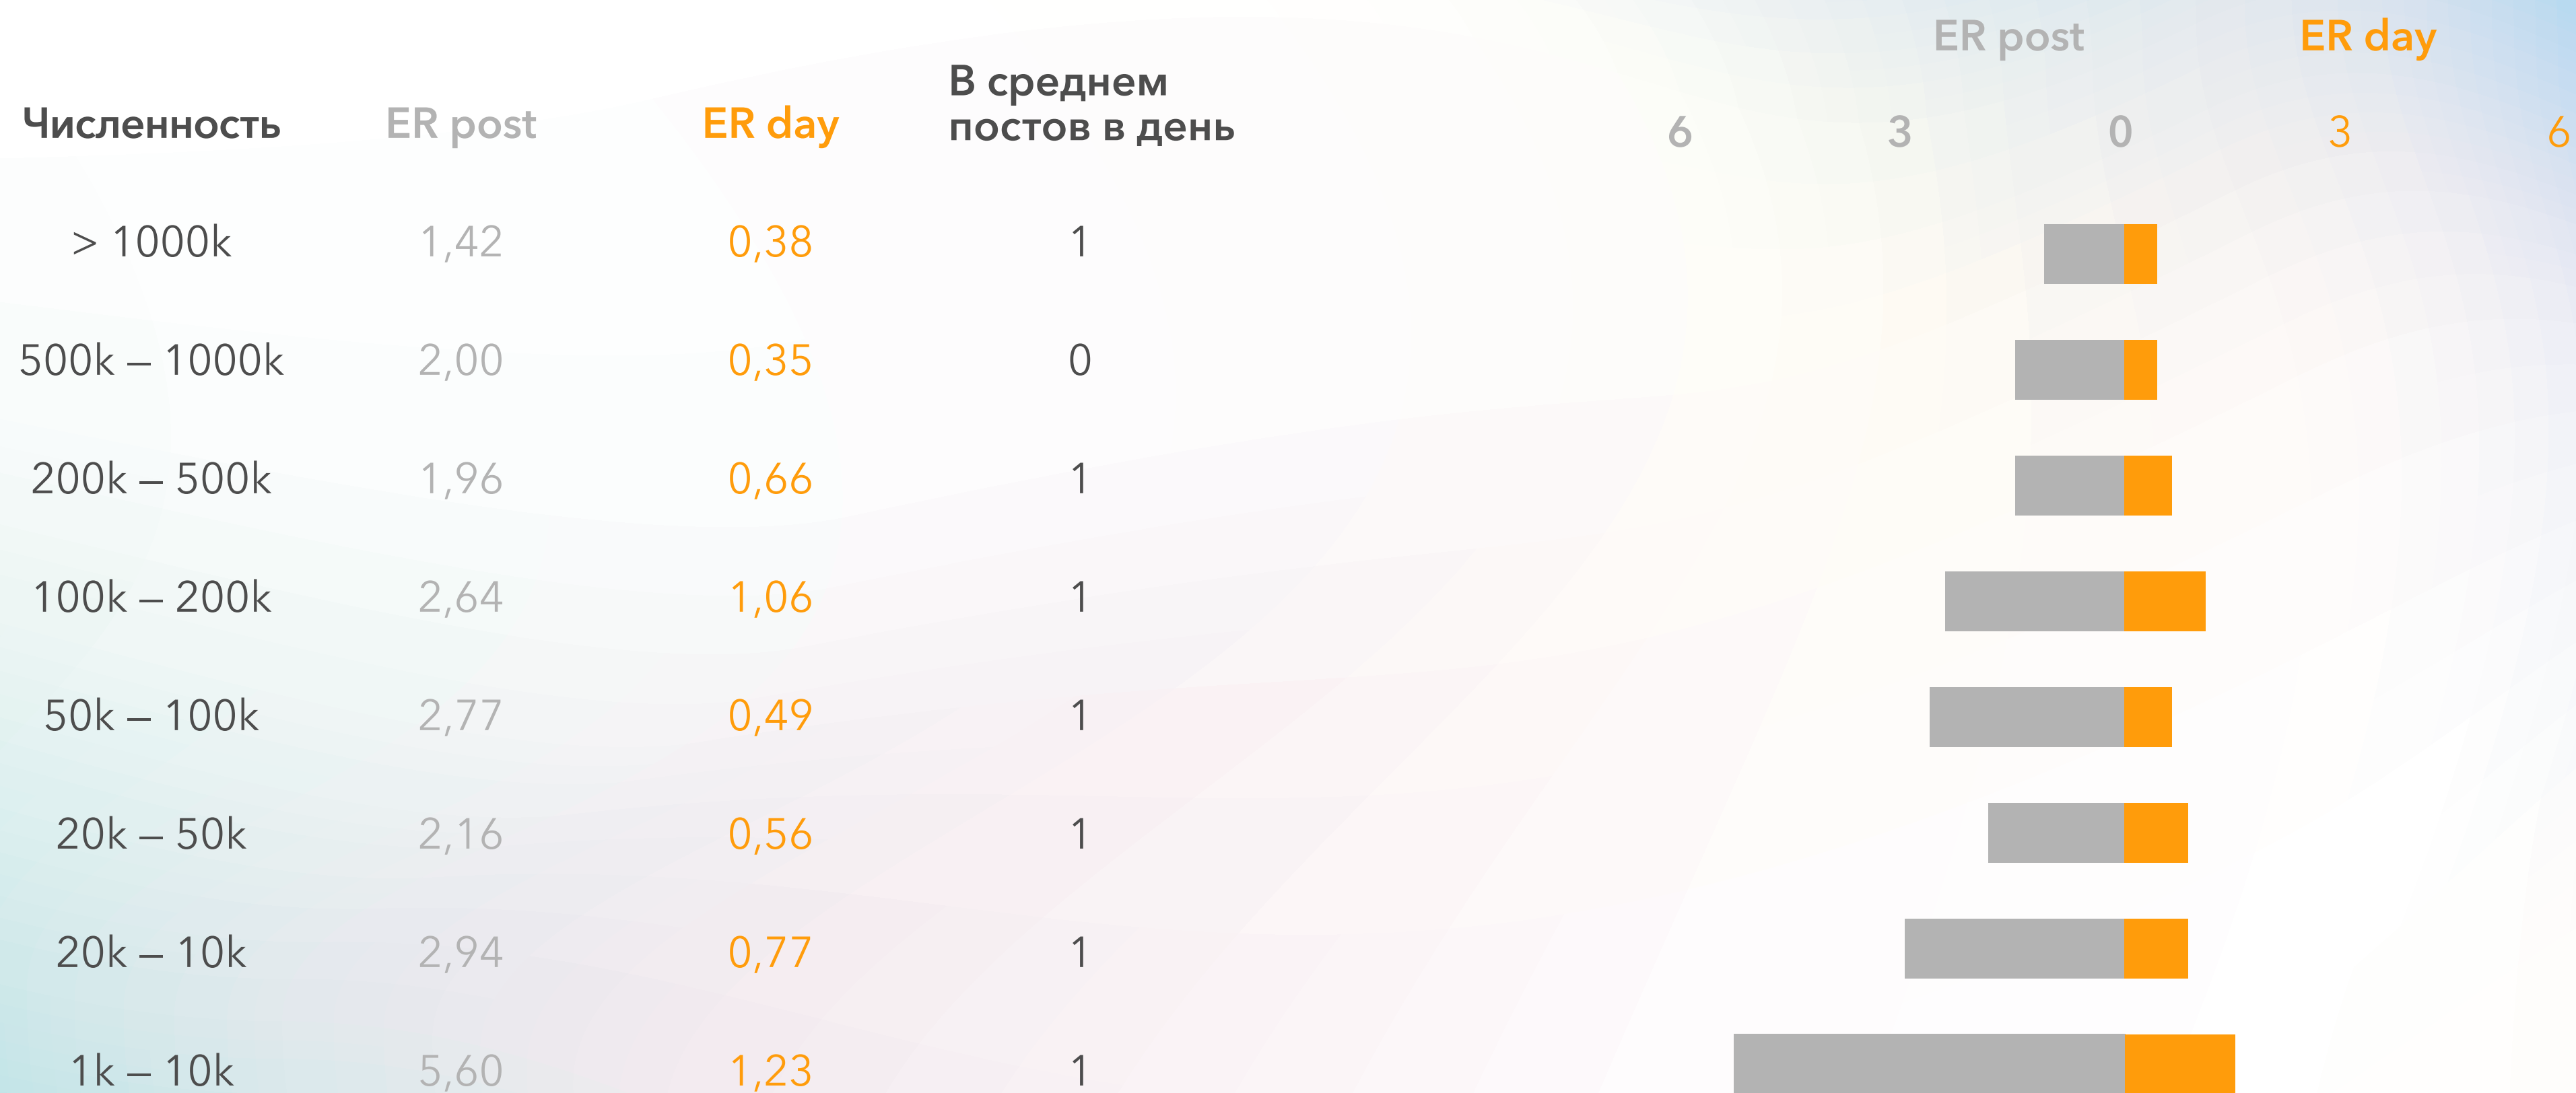 ER post ER day
В среднем
Численность ER post ER day постов в день 6 3 0 3 6
> 1000k 1,42 0,38 1
500k – 1000k 2,00 0,35 0
200k – 500k 1,96 0,66 1
100k – 200k 2,64 1,06 1
50k – 100k 2,77 0,49 1
20k – 50k 2,16 0,56 1
20k – 10k 2,94 0,77 1
1k – 10k 5,60 1,23 1